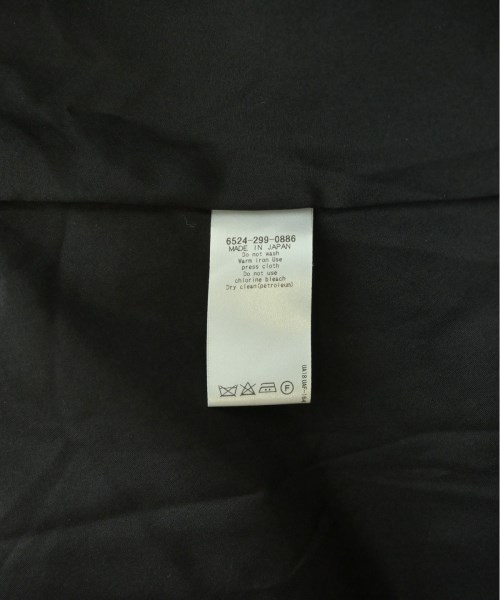 6524-299-0886
MADE IN JAPAN
Do not wash
Warm iron Use
press cloth
Do not use
chlorine bleach
Dry clean(petroleum)
F